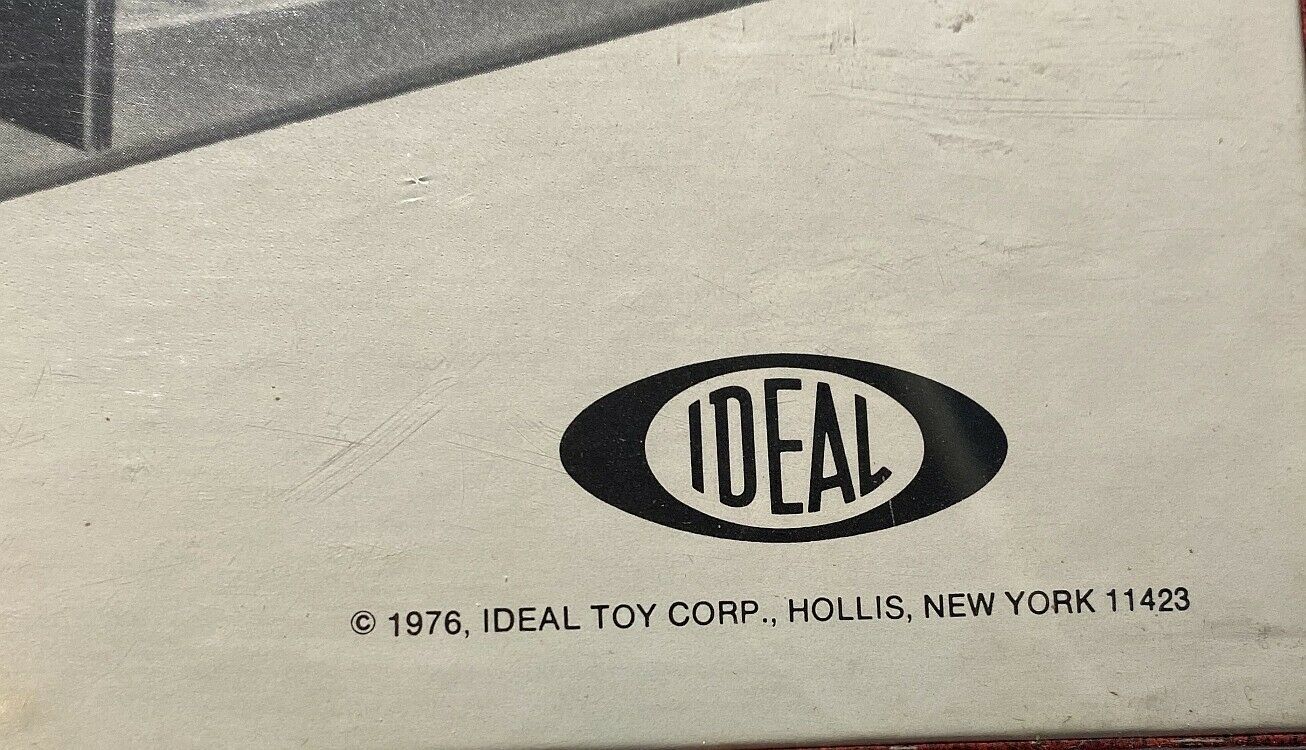 IDEAL
© 1976, IDEAL TOY CORP., HOLLIS, NEW YORK 11423